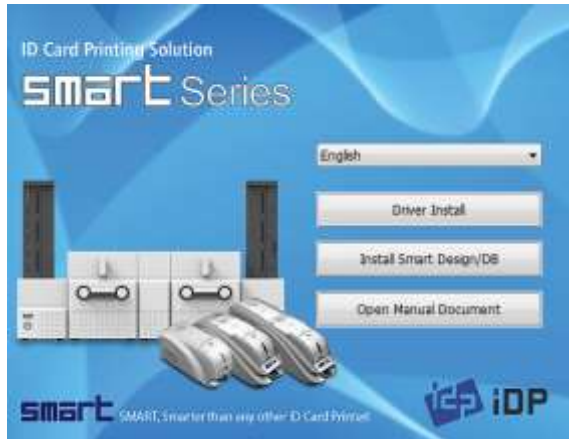 ID Card Printing Solution
smart Series
English
Driver Install
Install Smart Design/DB
Open Manual Document
smart SMART, Smarter than any other ID Card Printer!
iDP